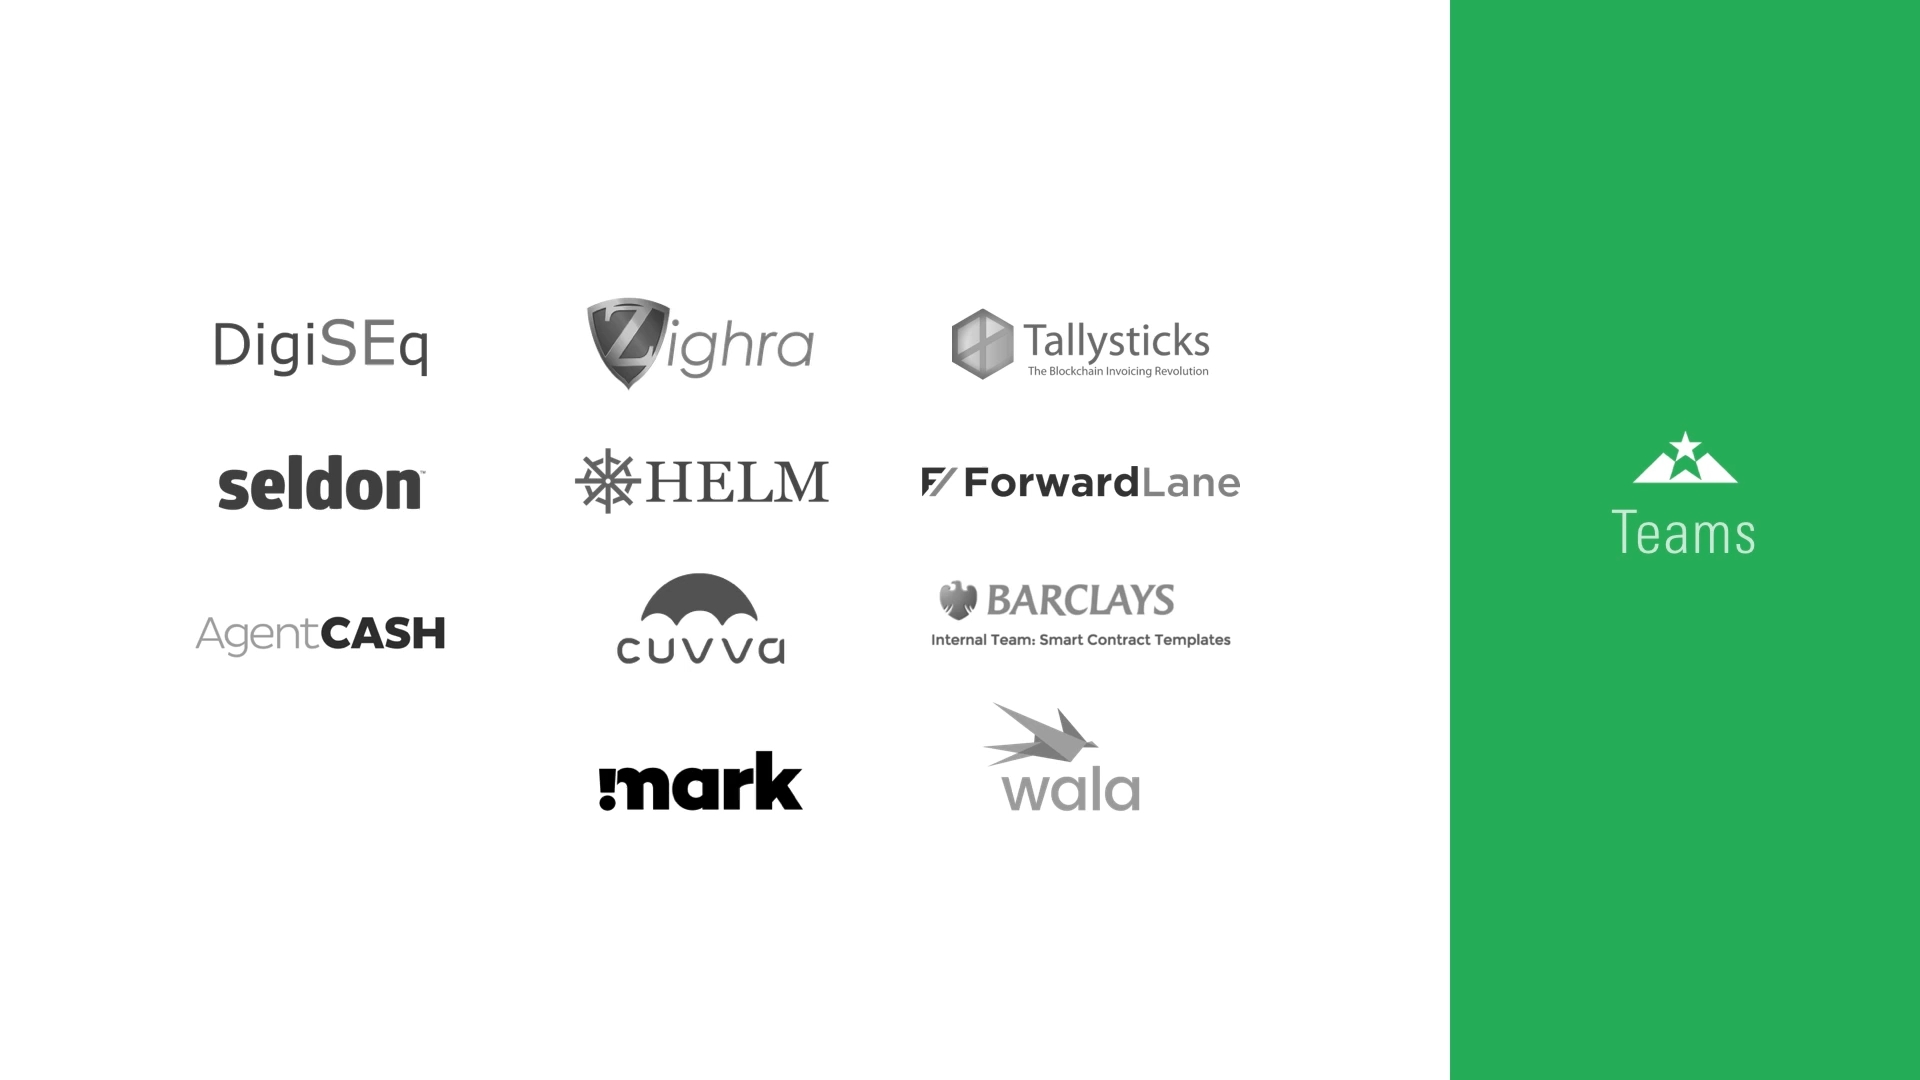 DigiSEq
Zighra
Tallysticks
The Blockchain Invoicing Revolution
seldon™
HELM
ForwardLane
AgentCASH
cuvva
BARCLAYS
Internal Team: Smart Contract Templates
!mark
wala
Teams